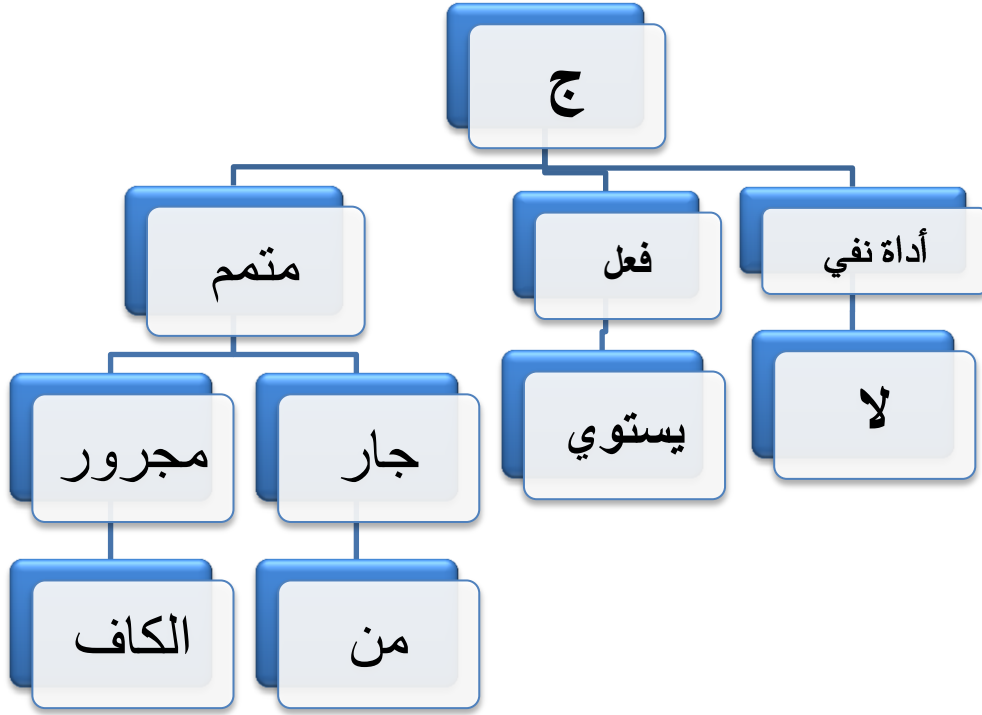 ج
أداة نفي
فعل
متمم
لا
يستوي
جار
مجرور
من
الكاف